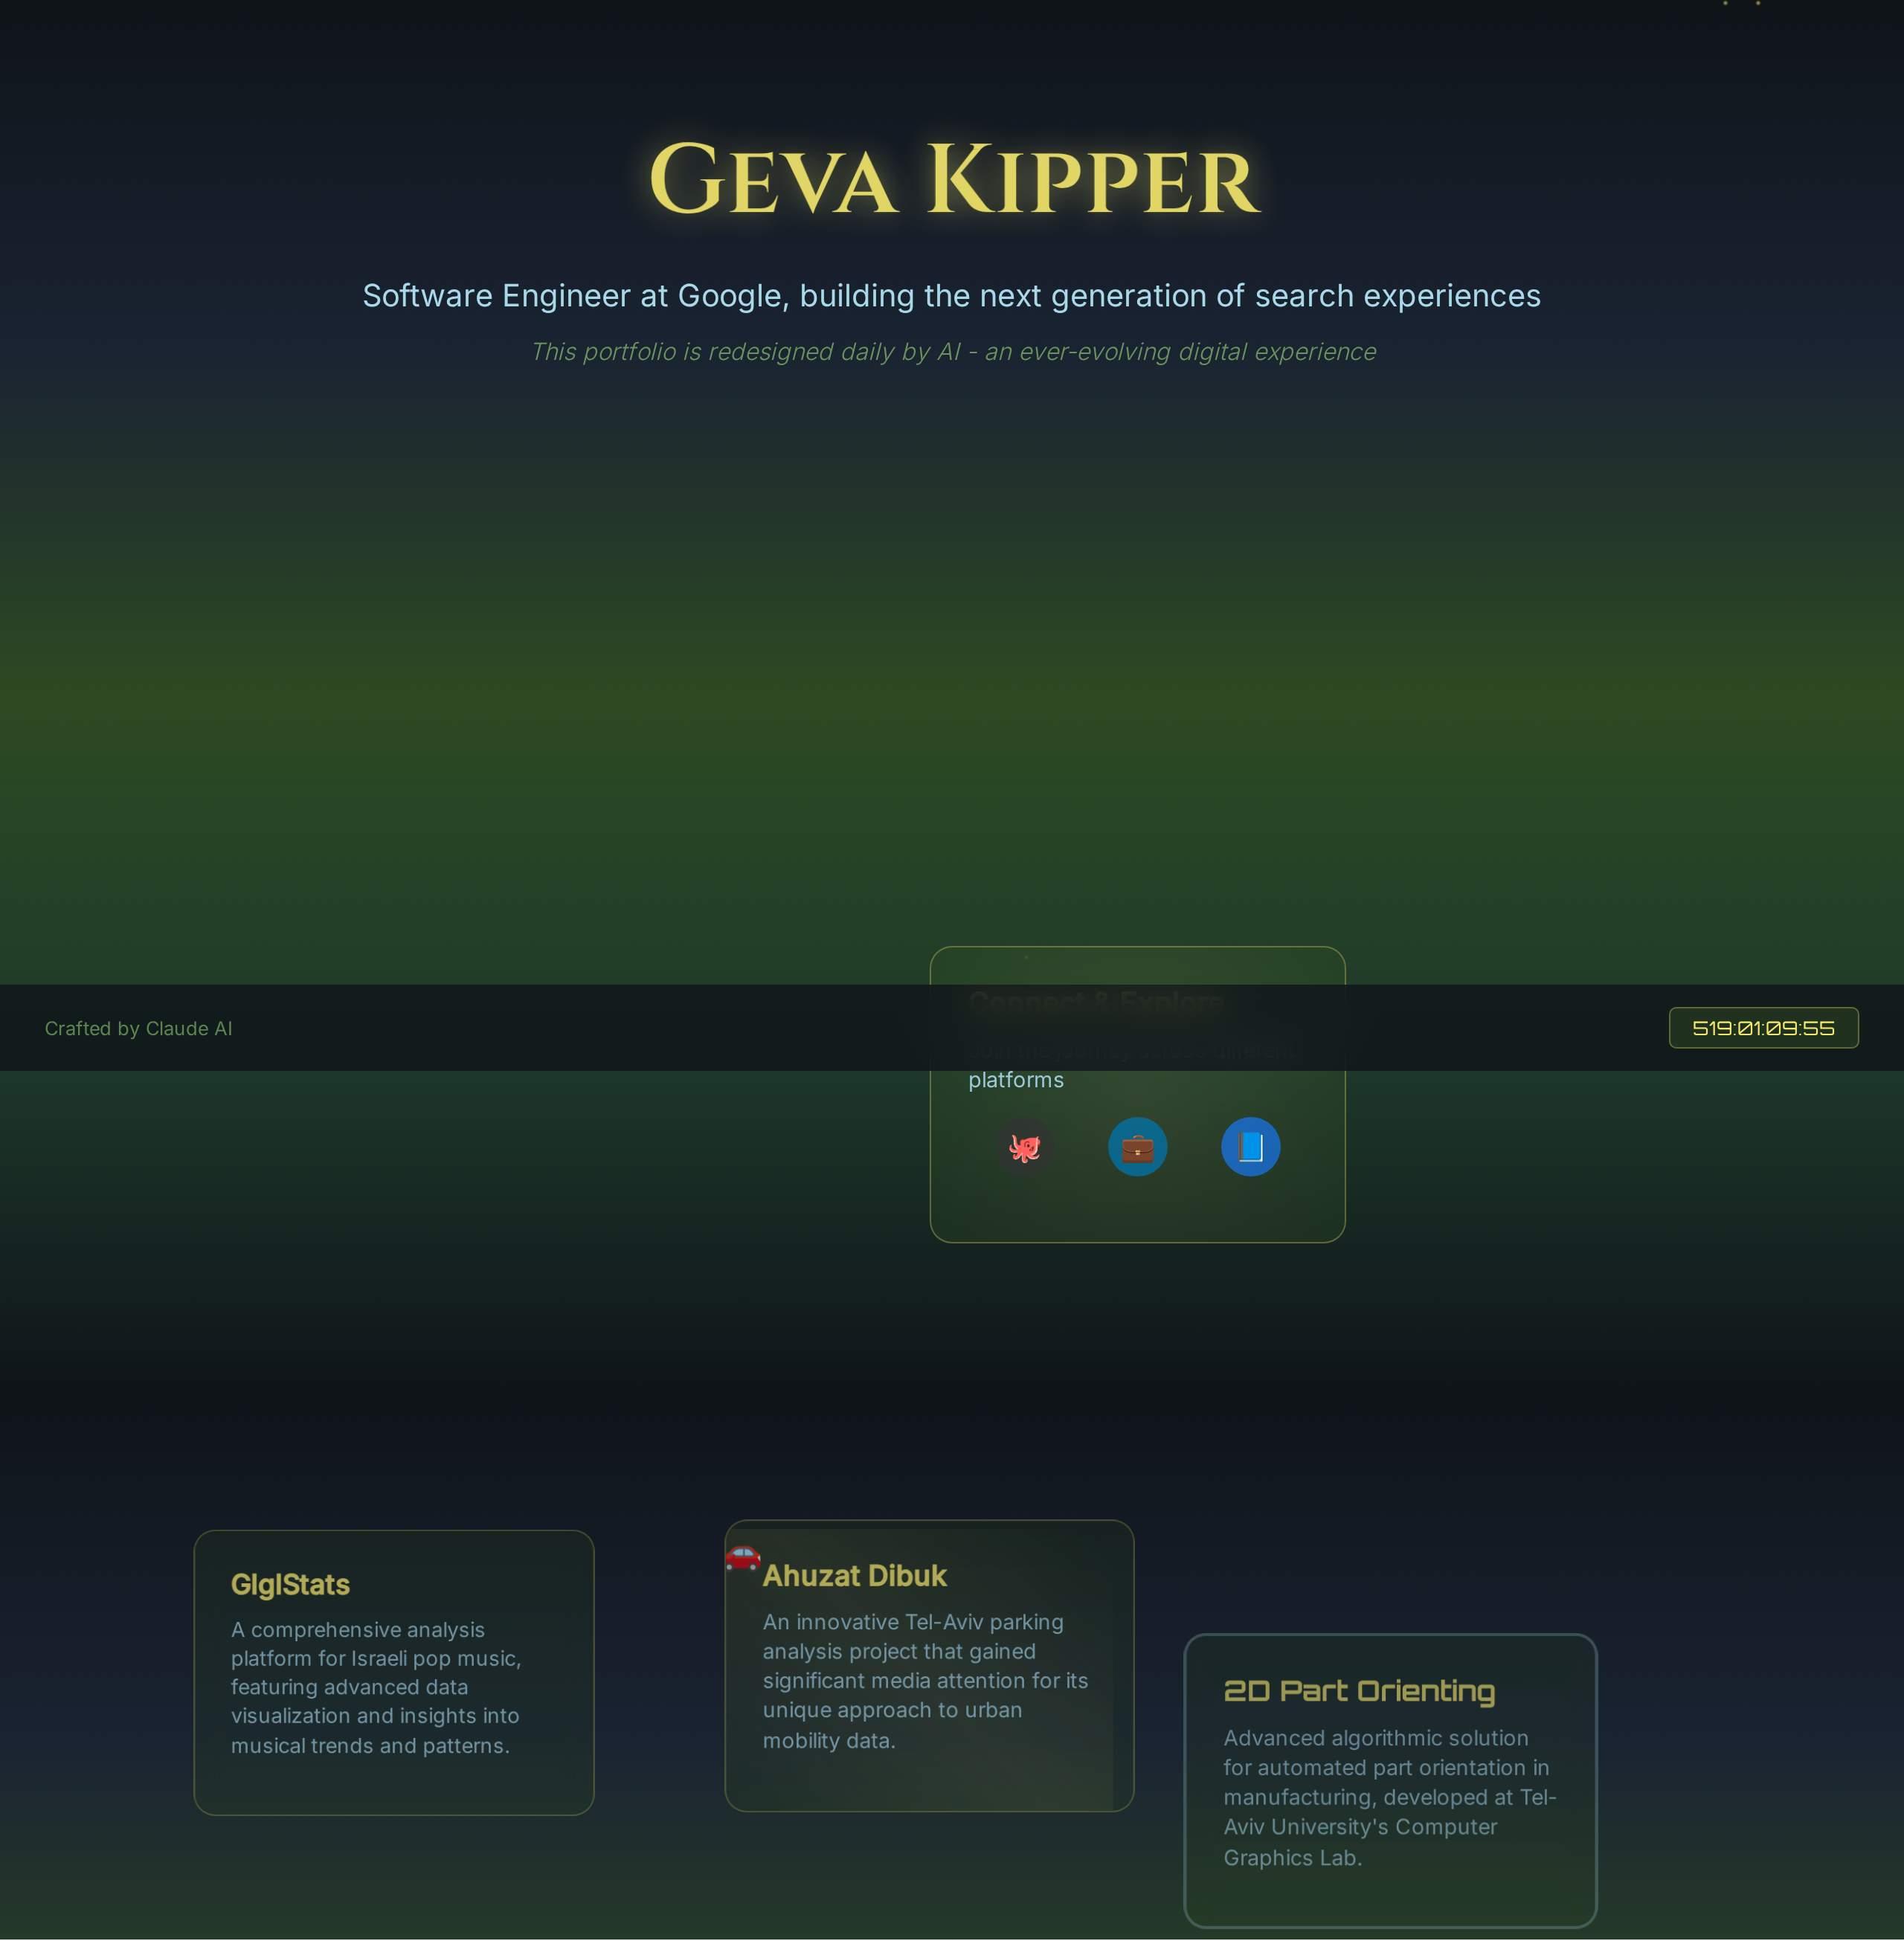 Geva Kipper
Software Engineer at Google, building the next generation of search experiences
This portfolio is redesigned daily by AI - an ever-evolving digital experience
Connect & Explore
Crafted by Claude AI
519:01:09:55
platforms
GlglStats
A comprehensive analysis
platform for Israeli pop music,
featuring advanced data
visualization and insights into
musical trends and patterns.
Ahuzat Dibuk
An innovative Tel-Aviv parking
analysis project that gained
significant media attention for its
unique approach to urban
mobility data.
2D Part Orienting
Advanced algorithmic solution
for automated part orientation in
manufacturing, developed at Tel-
Aviv University's Computer
Graphics Lab.